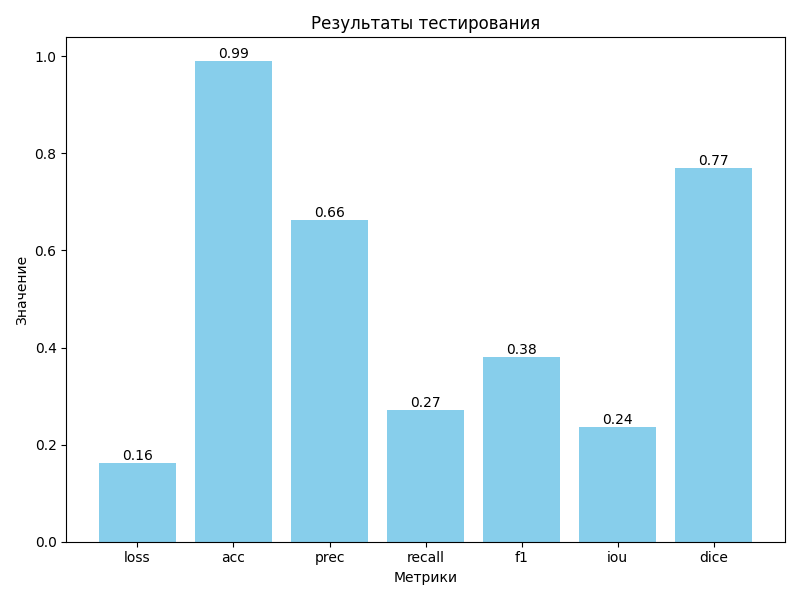 Результаты тестирования
1.0
0.8
0.6
0.4
0.2
0.0
Значение
0.16
0.99
0.66
0.27
0.38
0.24
0.77
loss
acc
prec
recall
f1
iou
dice
Метрики